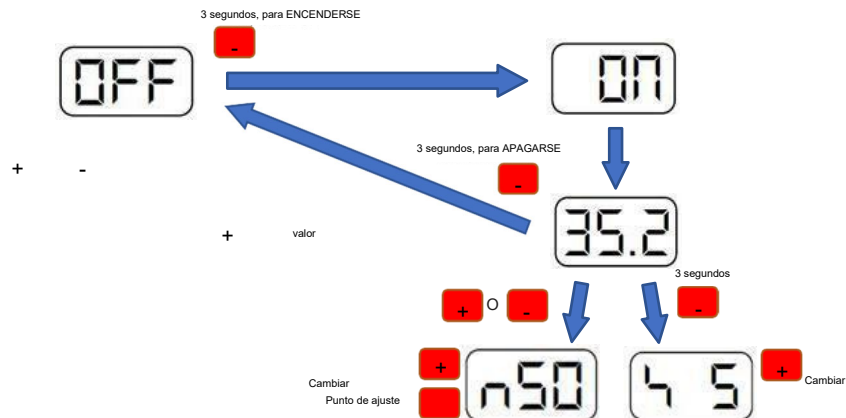 3 segundos, para ENCENDERSE
-
OFF
ON
3 segundos, para APAGARSE
-
+ -
+ valor
35.2
3 segundos
+ O -
-
+
n50
5
+
Cambiar
Cambiar
Punto de ajuste